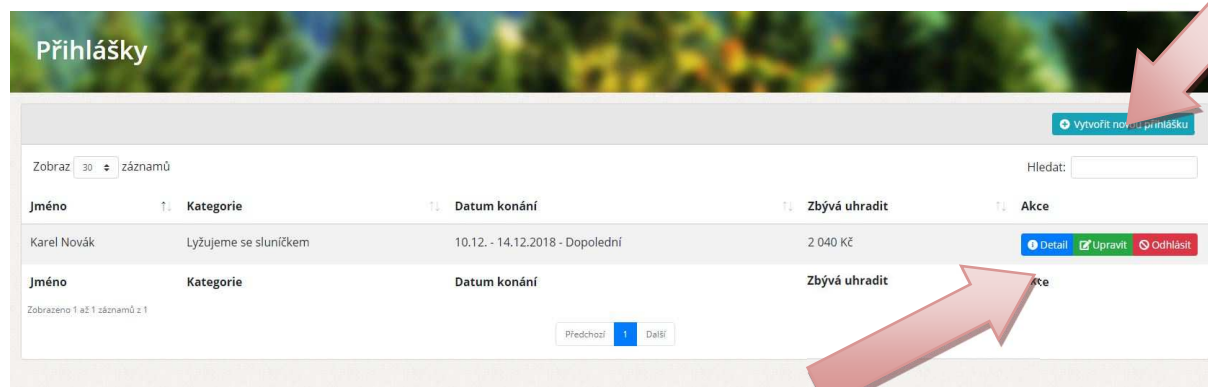 Přihlášky
Vytvořit novou přihlášku
Zobraz 30 záznamů
Hledat:
Jméno Kategorie Datum konání Zbývá uhradit Akce
Karel Novák Lyžujeme se sluníčkem 10.12. - 14.12.2018 - Dopolední 2 040 Kč Detail Upravit Odhlásit
Jméno Kategorie Datum konání Zbývá uhradit Akce
Zobrazeno 1 až 1 záznamů z 1
Předchozí 1 Další